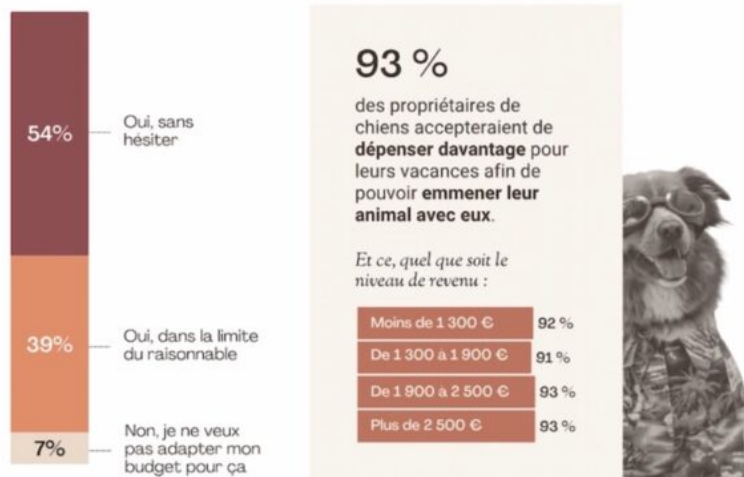 54%
Oui, sans
hésiter
39%
Oui, dans la limite
du raisonnable
7%
Non, je ne veux
pas adapter mon
budget pour ça
93 %
des propriétaires de
chiens accepteraient de
dépenser davantage pour
leurs vacances afin de
pouvoir emmener leur
animal avec eux.
Et ce, quel que soit le
niveau de revenu :
Moins de 1 300 € 92 %
De 1 300 à 1 900 € 91 %
De 1 900 à 2 500 € 93 %
Plus de 2 500 € 93 %